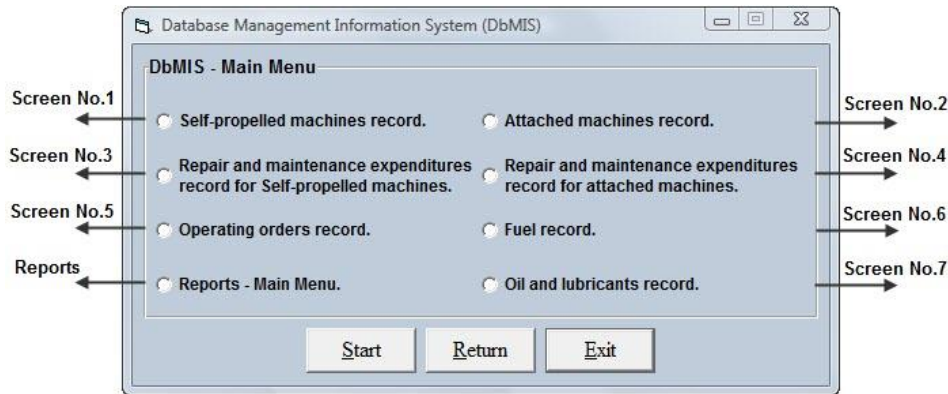 Database Management Information System (DbMIS)
DbMIS - Main Menu
Screen No.1
Self-propelled machines record.
Attached machines record.
Screen No.2
Screen No.3
Repair and maintenance expenditures
record for Self-propelled machines.
Repair and maintenance expenditures
record for attached machines.
Screen No.4
Screen No.5
Operating orders record.
Fuel record.
Screen No.6
Reports
Reports - Main Menu.
Oil and lubricants record.
Screen No.7
Start
Return
Exit